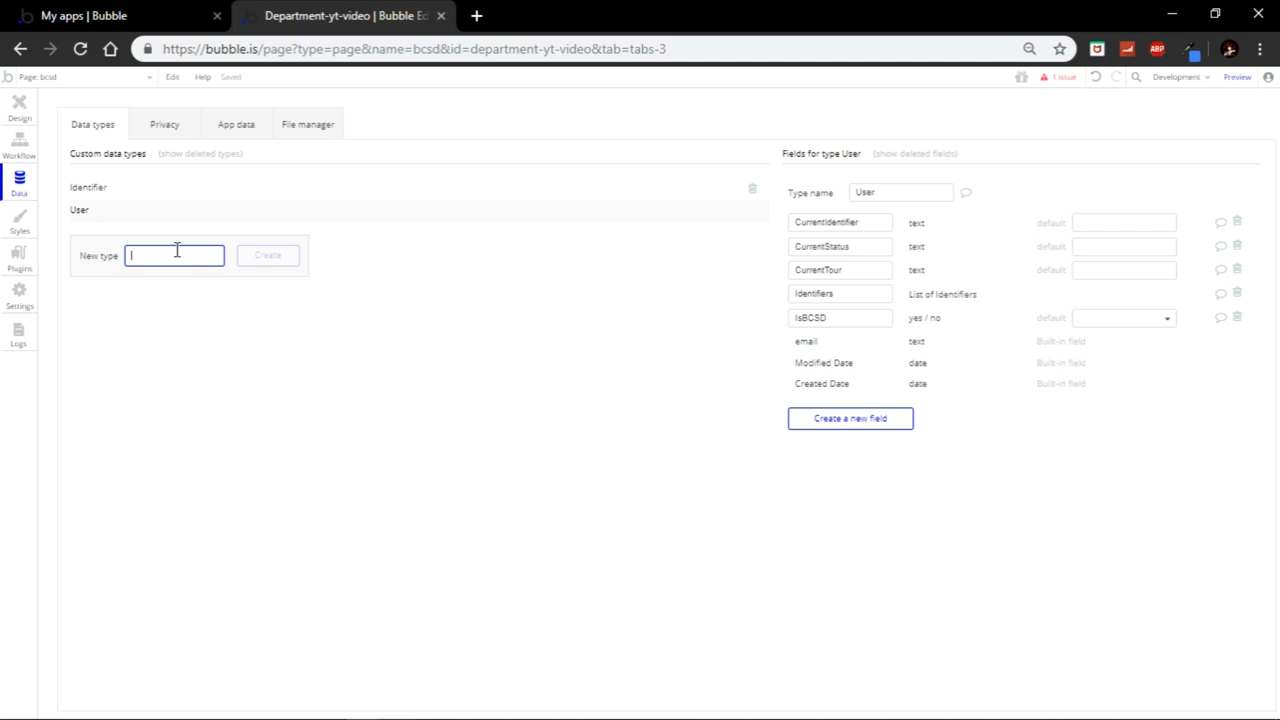 My apps | Bubble
Department-yt-video | Bubble Ed
https://bubble.is/page?type=page&name=bcsd&id=department-yt-video&tab=tabs-3
ABP
Page: bcsd
Edit
Help
Saved
1 issue
Development
Preview
Design
Workflow
Data
Styles
Plugins
Settings
Logs
Data types
Privacy
App data
File manager
Custom data types (show deleted types)
Identifier
User
New type
Create
Fields for type User (show deleted fields)
Type name User
CurrentIdentifier text default
CurrentStatus text default
CurrentTour text default
Identifiers List of Identifiers
IsBCSD yes / no default
email text Built-in field
Modified Date date Built-in field
Created Date date Built-in field
Create a new field